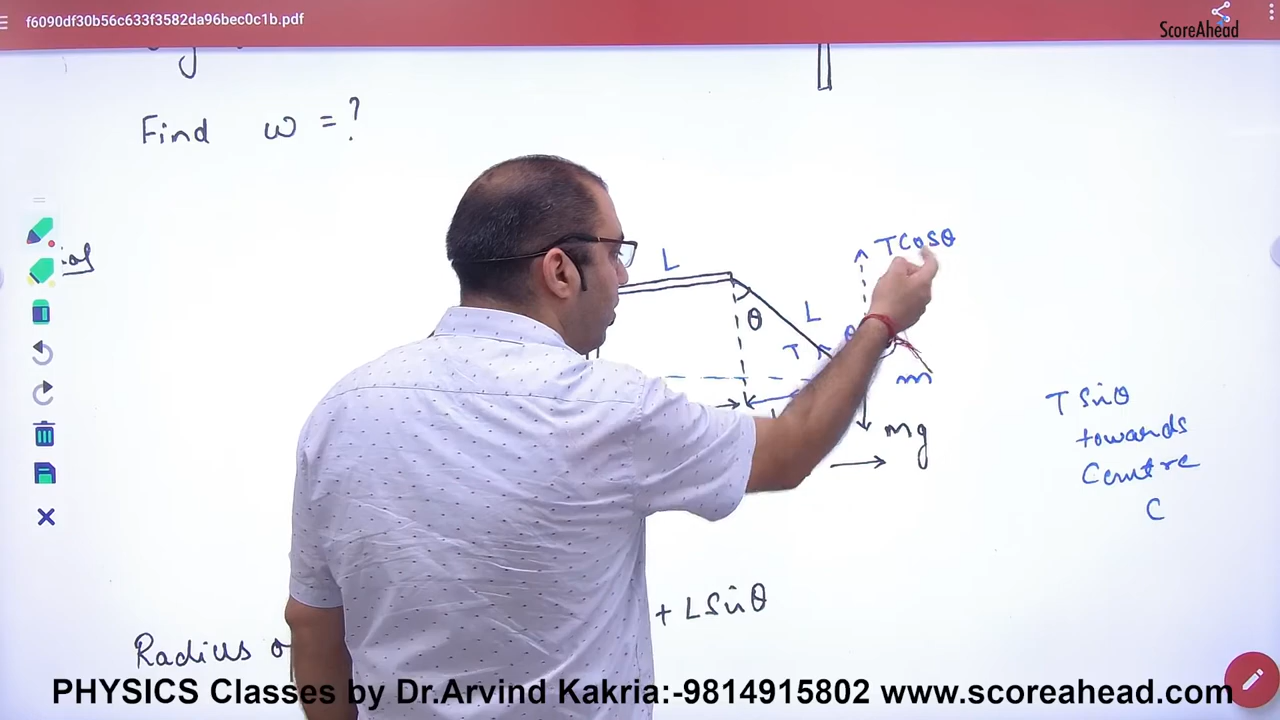 f6090df30b56c633f3582da96bec0c1b.pdf
ScoreAhead
Find ω = ?
L
TCosθ
θ
L
T
θ
m
mg
T Sinθ
towards
Centre
C
+ L Sinθ
Radius
PHYSICS Classes by Dr.Arvind Kakria:-9814915802 www.scoreahead.com